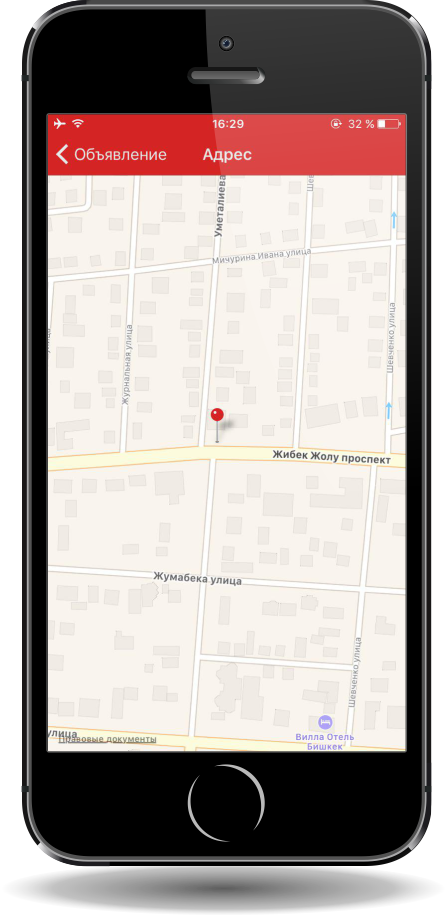 16:29
32 %
Объявление
Адрес
Уметалиева
Мичурина Ивана улица
Журнальная улица
Шевченко улица
Жибек Жолу проспект
Жумабека улица
Шевченко улица
Вилла Отель
Бишкек
улица
Правовые документы